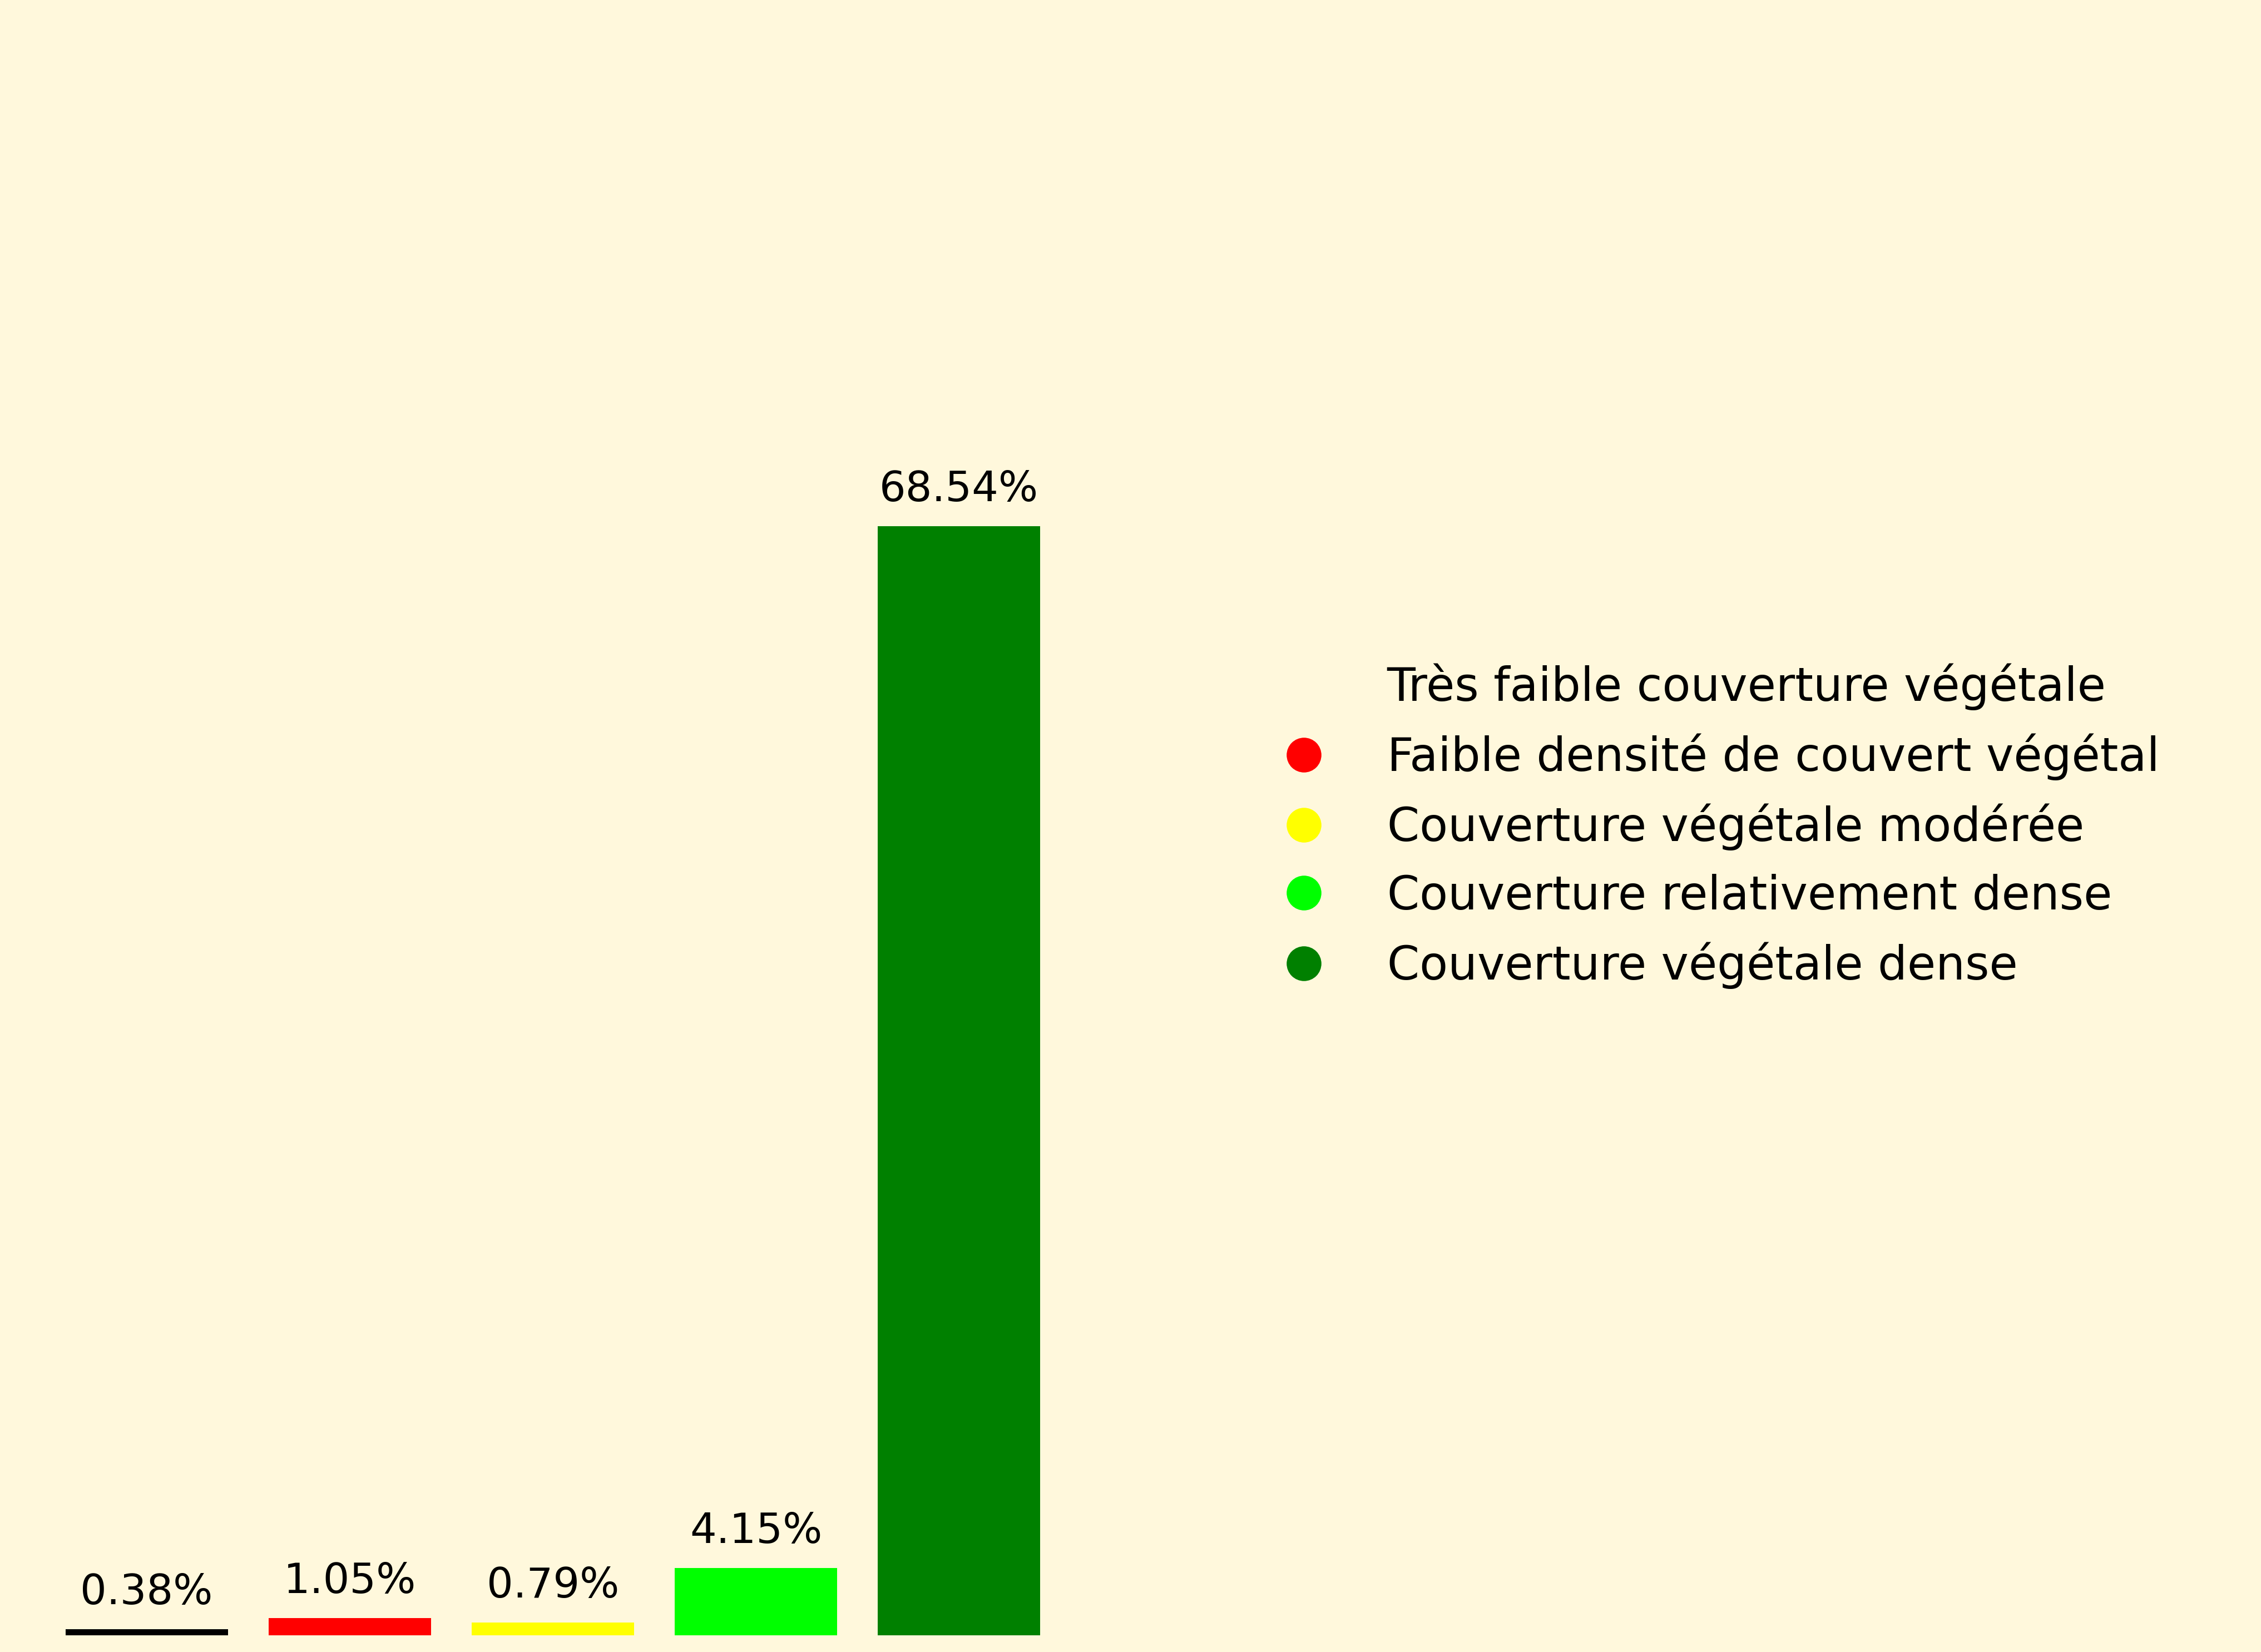 68.54%
Très faible couverture végétale
Faible densité de couvert végétal
Couverture végétale modérée
Couverture relativement dense
Couverture végétale dense
4.15%
1.05%
0.79%
0.38%